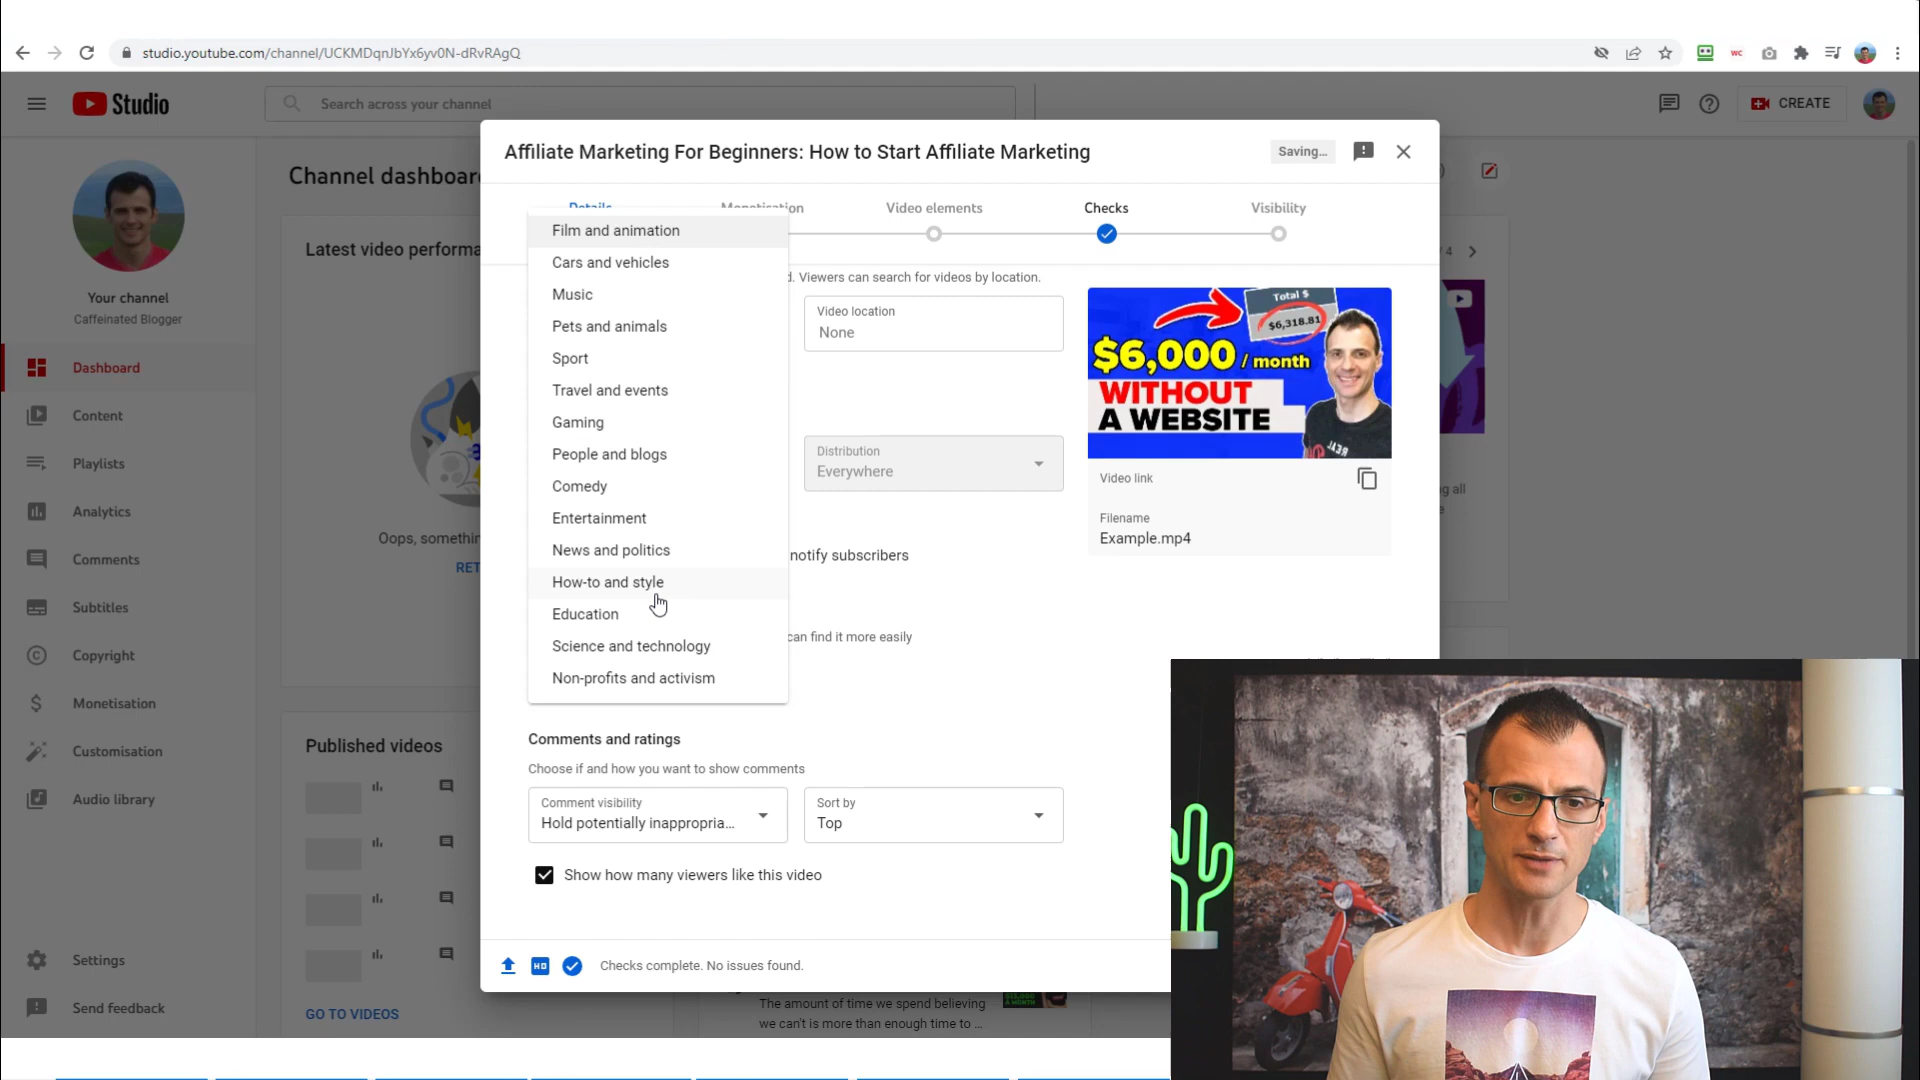 studio.youtube.com/channel/UCKMDqnJbYx6yv0N-dRvRAgQ
WC
Studio
Search across your channel
CREATE
Your channel
Caffeinated Blogger
Dashboard
Content
Playlists
Analytics
Comments
Subtitles
Copyright
Monetisation
Customisation
Audio library
Settings
Send feedback
Channel dashboar
Latest video performa
Oops, somethin
RET
Published videos
GO TO VIDEOS
Affiliate Marketing For Beginners: How to Start Affiliate Marketing
Saving...
Details
Monetisation
Video elements
Checks
Visibility
Film and animation
Cars and vehicles
Music
Pets and animals
Sport
Travel and events
Gaming
People and blogs
Comedy
Entertainment
News and politics
How-to and style
Education
Science and technology
Non-profits and activism
d. Viewers can search for videos by location.
Video location
None
Distribution
Everywhere
notify subscribers
can find it more easily
Total $
$6,318.81
$6,000 / month
WITHOUT
A WEBSITE
Video link
Filename
Example.mp4
Comments and ratings
Choose if and how you want to show comments
Comment visibility
Hold potentially inappropria...
Sort by
Top
Show how many viewers like this video
HD
Checks complete. No issues found.
The amount of time we spend believing
we can't is more than enough time to ...
4
ng all